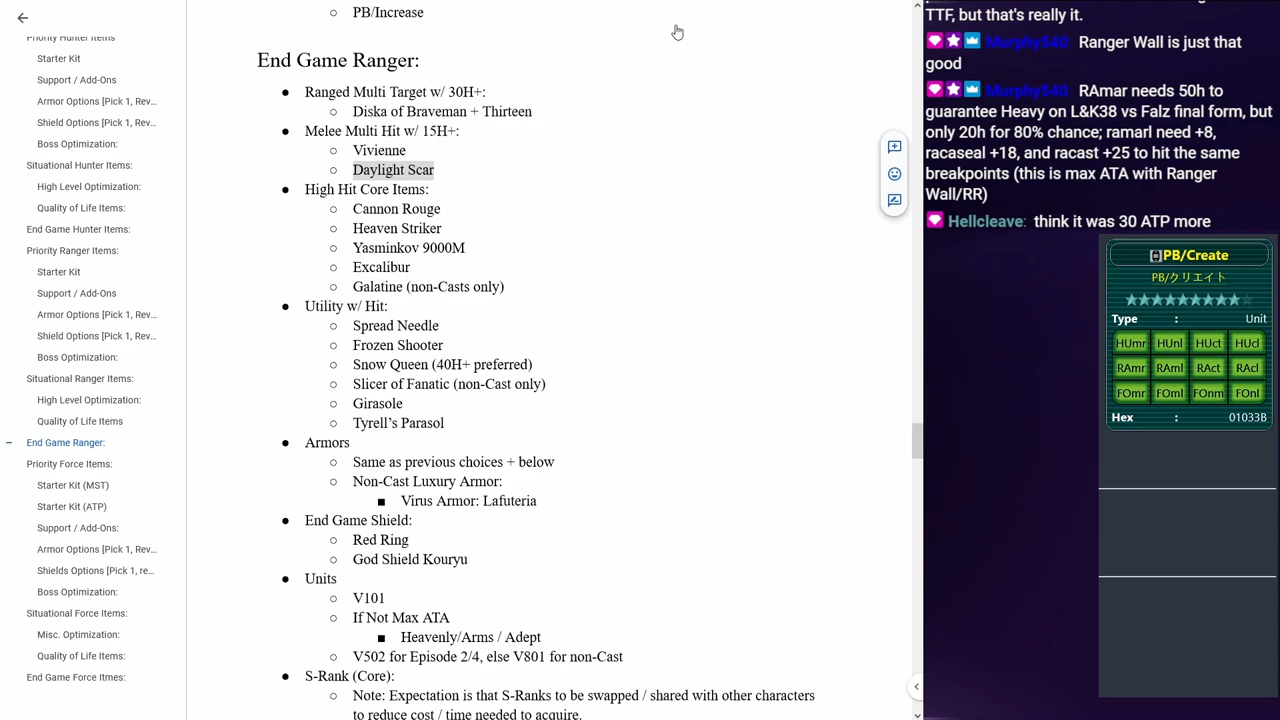 Priority Hunter Items
Starter Kit
Support / Add-Ons
Armor Options [Pick 1, Rev...
Shield Options [Pick 1, Rev...
Boss Optimization:
Situational Hunter Items:
High Level Optimization:
Quality of Life Items:
End Game Hunter Items:
Priority Ranger Items:
Starter Kit
Support / Add-Ons
Armor Options [Pick 1, Rev...
Shield Options [Pick 1, Rev...
Boss Optimization:
Situational Ranger Items:
High Level Optimization:
Quality of Life Items
End Game Ranger:
Priority Force Items:
Starter Kit (MST)
Starter Kit (ATP)
Support / Add-Ons:
Armor Options [Pick 1, Rev...
Shields Options [Pick 1, re...
Boss Optimization:
Situational Force Items:
Misc. Optimization:
Quality of Life Items:
End Game Force Itmes:
PB/Increase
End Game Ranger:
Ranged Multi Target w/ 30H+:
Diska of Braveman + Thirteen
Melee Multi Hit w/ 15H+:
Vivienne
Daylight Scar
High Hit Core Items:
Cannon Rouge
Heaven Striker
Yasminkov 9000M
Excalibur
Galatine (non-Casts only)
Utility w/ Hit:
Spread Needle
Frozen Shooter
Snow Queen (40H+ preferred)
Slicer of Fanatic (non-Cast only)
Girasole
Tyrell's Parasol
Armors
Same as previous choices + below
Non-Cast Luxury Armor:
Virus Armor: Lafuteria
End Game Shield:
Red Ring
God Shield Kouryu
Units
V101
If Not Max ATA
Heavenly/Arms / Adept
V502 for Episode 2/4, else V801 for non-Cast
S-Rank (Core):
Note: Expectation is that S-Ranks to be swapped / shared with other characters
to reduce cost / time needed to acquire.
TTF, but that's really it.
Murphy540 Ranger Wall is just that
good
Murphy540 RAmar needs 50h to
guarantee Heavy on L&K38 vs Falz final form, but
only 20h for 80% chance; ramarl need +8,
racaseal +18, and racast +25 to hit the same
breakpoints (this is max ATA with Ranger
Wall/RR)
Hellcleave: think it was 30 ATP more
PB/Create
PB/クリエイト
★★★★★★★★★★
Type : Unit
HUmr HUnl HUct HUcl
RAmr RAml RAct RAcl
FOmr FOml FOnm FOnl
Hex : 01033B